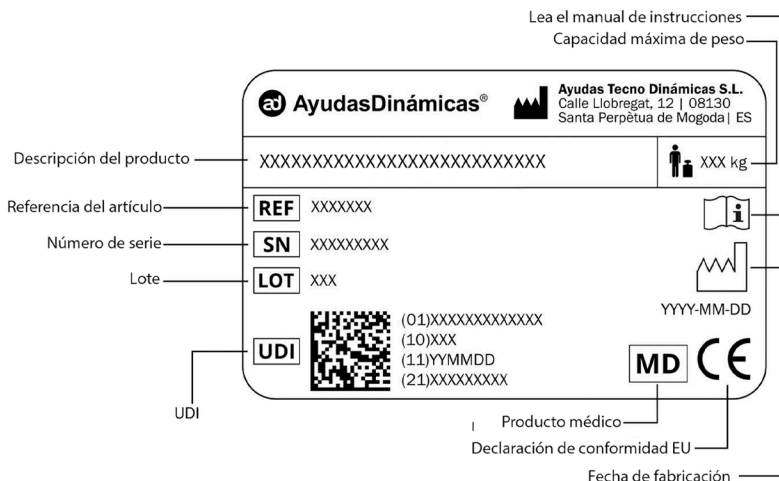 Lea el manual de instrucciones
Capacidad máxima de peso
ad AyudasDinámicas®
Ayudas Tecno Dinámicas S.L.
Calle Llobregat, 12 | 08130
Santa Perpètua de Mogoda| ES
Descripción del producto
XXXXXXXXXXXXXXXXXXXXXXXXXXX
XXX kg
Referencia del artículo
REF XXXXXXX
i
Número de serie
SN XXXXXXXXX
Lote
LOT XXX
YYYY-MM-DD
UDI
(01)XXXXXXXXXXXXX
(10)XXX
(11)YYMMDD
(21)XXXXXXXXX
MD CE
UDI
Producto médico
Declaración de conformidad EU
Fecha de fabricación